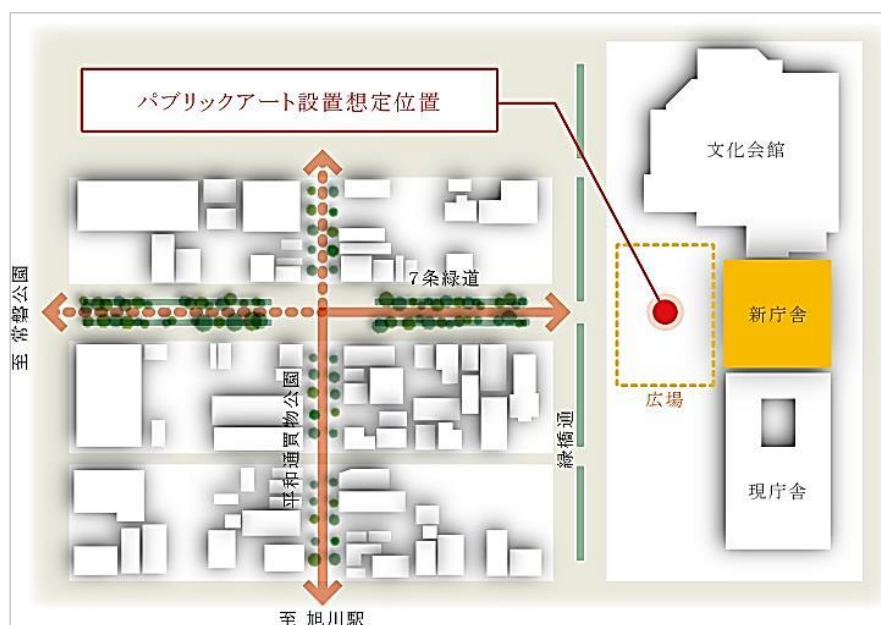 パブリックアート設置想定位置
文化会館
7条緑道
至 常磐公園
新庁舎
広場
平和通買物公園
緑橋通
現庁舎
至 旭川駅